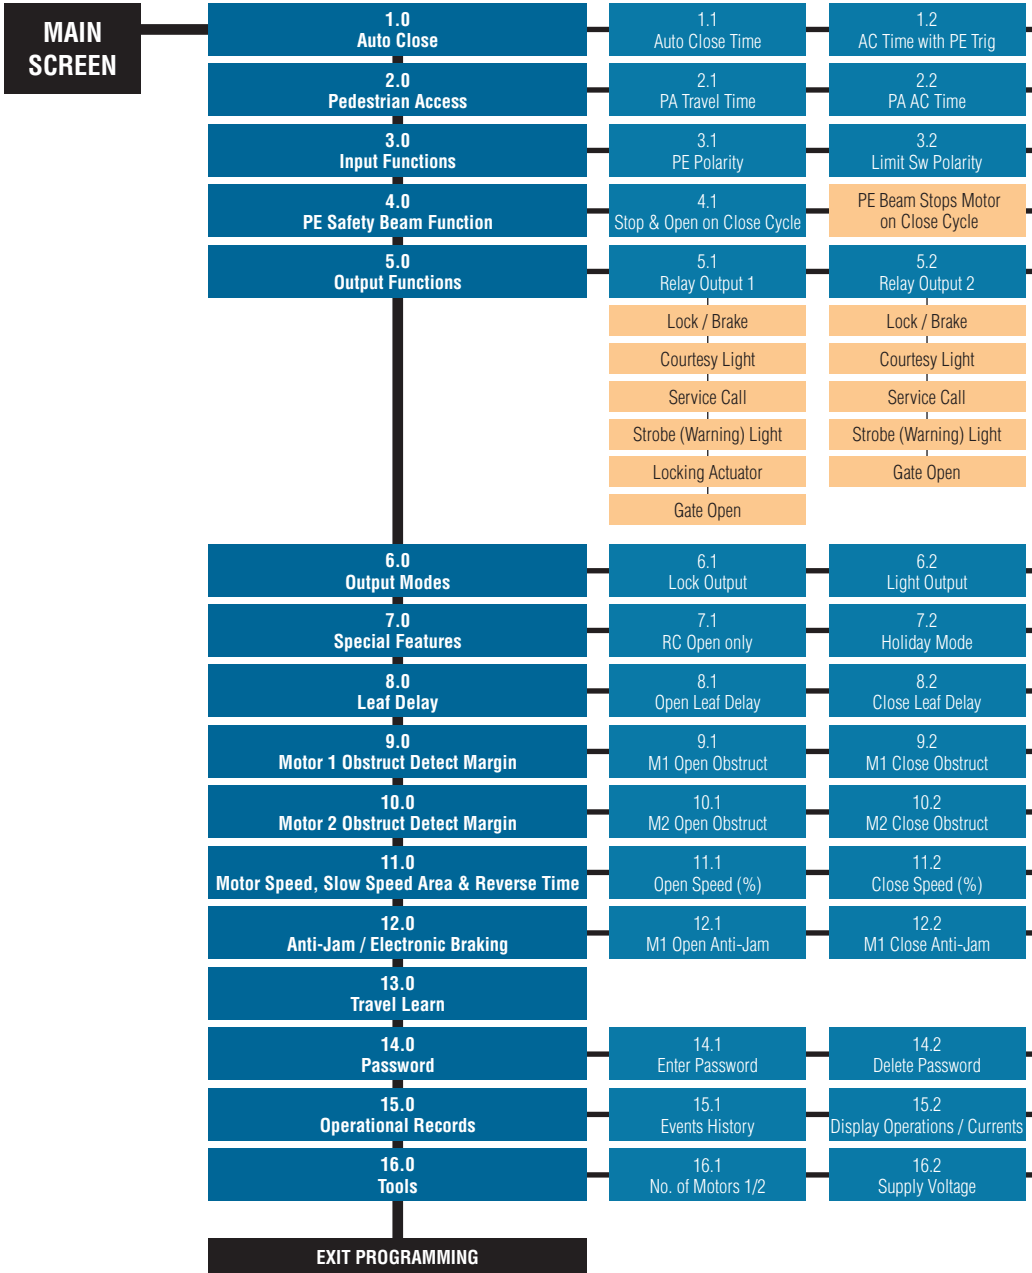 MAIN
SCREEN
1.0
Auto Close
1.1
Auto Close Time
1.2
AC Time with PE Trig
2.0
Pedestrian Access
2.1
PA Travel Time
2.2
PA AC Time
3.0
Input Functions
3.1
PE Polarity
3.2
Limit Sw Polarity
4.0
PE Safety Beam Function
4.1
Stop & Open on Close Cycle
PE Beam Stops Motor
on Close Cycle
5.0
Output Functions
5.1
Relay Output 1
5.2
Relay Output 2
Lock / Brake
Lock / Brake
Courtesy Light
Courtesy Light
Service Call
Service Call
Strobe (Warning) Light
Strobe (Warning) Light
Locking Actuator
Gate Open
Gate Open
6.0
Output Modes
6.1
Lock Output
6.2
Light Output
7.0
Special Features
7.1
RC Open only
7.2
Holiday Mode
8.0
Leaf Delay
8.1
Open Leaf Delay
8.2
Close Leaf Delay
9.0
Motor 1 Obstruct Detect Margin
9.1
M1 Open Obstruct
9.2
M1 Close Obstruct
10.0
Motor 2 Obstruct Detect Margin
10.1
M2 Open Obstruct
10.2
M2 Close Obstruct
11.0
Motor Speed, Slow Speed Area & Reverse Time
11.1
Open Speed (%)
11.2
Close Speed (%)
12.0
Anti-Jam / Electronic Braking
12.1
M1 Open Anti-Jam
12.2
M1 Close Anti-Jam
13.0
Travel Learn
14.0
Password
14.1
Enter Password
14.2
Delete Password
15.0
Operational Records
15.1
Events History
15.2
Display Operations / Currents
16.0
Tools
16.1
No. of Motors 1/2
16.2
Supply Voltage
EXIT PROGRAMMING